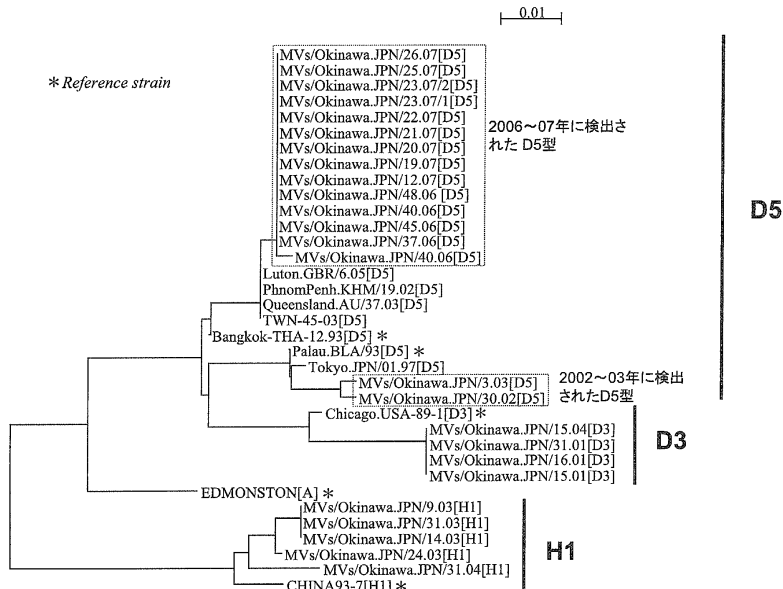 0.01
* Reference strain
MVs/Okinawa.JPN/26.07[D5]
MVs/Okinawa.JPN/25.07[D5]
MVs/Okinawa.JPN/23.07/2[D5]
MVs/Okinawa.JPN/23.07/1[D5]
MVs/Okinawa.JPN/22.07[D5]
MVs/Okinawa.JPN/21.07[D5]
MVs/Okinawa.JPN/20.07[D5]
MVs/Okinawa.JPN/19.07[D5]
MVs/Okinawa.JPN/12.07[D5]
MVs/Okinawa.JPN/48.06 [D5]
MVs/Okinawa.JPN/40.06[D5]
MVs/Okinawa.JPN/45.06[D5]
MVs/Okinawa.JPN/37.06[D5]
MVs/Okinawa.JPN/40.06[D5]
2006～07年に検出さ
れた D5型
D5
Luton.GBR/6.05[D5]
PhnomPenh.KHM/19.02[D5]
Queensland.AU/37.03[D5]
TWN-45-03[D5]
Bangkok-THA-12.93[D5] *
Palau.BLA/93[D5] *
Tokyo.JPN/01.97[D5]
MVs/Okinawa.JPN/3.03[D5]
MVs/Okinawa.JPN/30.02[D5]
2002～03年に検出
されたD5型
Chicago.USA-89-1[D3] *
MVs/Okinawa.JPN/15.04[D3]
MVs/Okinawa.JPN/31.01[D3]
MVs/Okinawa.JPN/16.01[D3]
MVs/Okinawa.JPN/15.01[D3]
D3
EDMONSTON[A] *
MVs/Okinawa.JPN/9.03[H1]
MVs/Okinawa.JPN/31.03[H1]
MVs/Okinawa.JPN/14.03[H1]
MVs/Okinawa.JPN/24.03[H1]
MVs/Okinawa.JPN/31.04[H1]
CHINA93-7[H1] *
H1